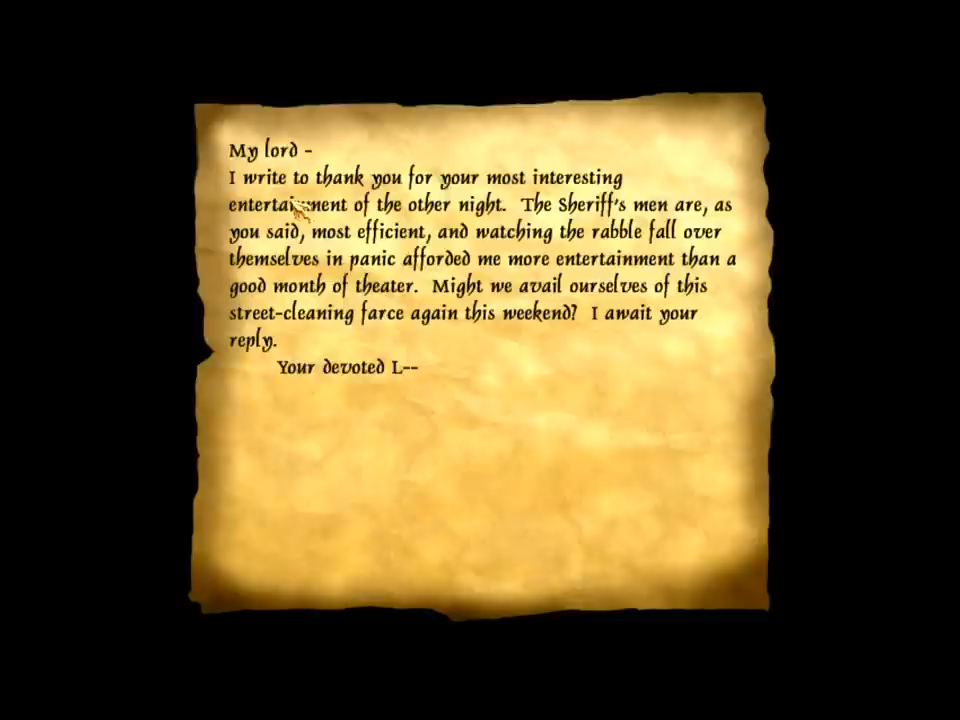 My lord -
I write to thank you for your most interesting
entertainment of the other night.  The Sheriff's men are, as
you said, most efficient, and watching the rabble fall over
themselves in panic afforded me more entertainment than a
good month of theater.  Might we avail ourselves of this
street-cleaning farce again this weekend?  I await your
reply.
Your devoted L--